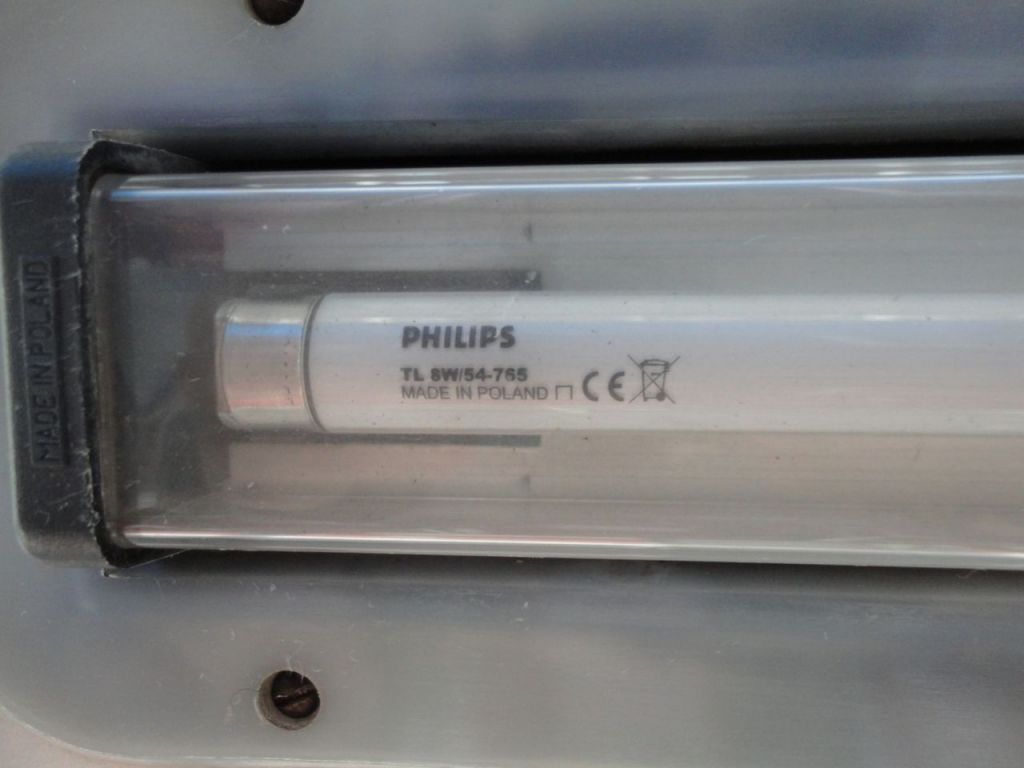 MADE IN POLAND
PHILIPS
TL 8W/54-765
MADE IN POLAND CE